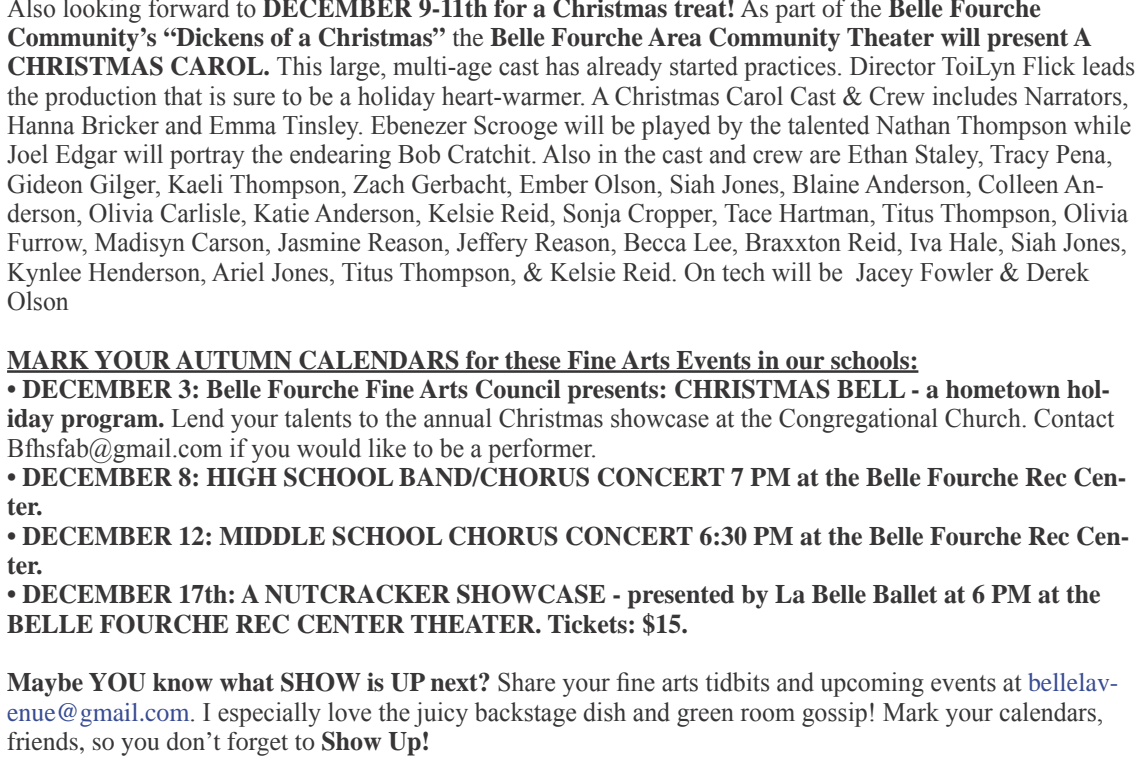 Also looking forward to DECEMBER 9-11th for a Christmas treat! As part of the Belle Fourche
Community’s “Dickens of a Christmas” the Belle Fourche Area Community Theater will present A
CHRISTMAS CAROL. This large, multi-age cast has already started practices. Director ToiLyn Flick leads
the production that is sure to be a holiday heart-warmer. A Christmas Carol Cast & Crew includes Narrators,
Hanna Bricker and Emma Tinsley. Ebenezer Scrooge will be played by the talented Nathan Thompson while
Joel Edgar will portray the endearing Bob Cratchit. Also in the cast and crew are Ethan Staley, Tracy Pena,
Gideon Gilger, Kaeli Thompson, Zach Gerbacht, Ember Olson, Siah Jones, Blaine Anderson, Colleen An-
derson, Olivia Carlisle, Katie Anderson, Kelsie Reid, Sonja Cropper, Tace Hartman, Titus Thompson, Olivia
Furrow, Madisyn Carson, Jasmine Reason, Jeffery Reason, Becca Lee, Braxxton Reid, Iva Hale, Siah Jones,
Kynlee Henderson, Ariel Jones, Titus Thompson, & Kelsie Reid. On tech will be  Jacey Fowler & Derek
Olson
MARK YOUR AUTUMN CALENDARS for these Fine Arts Events in our schools:
• DECEMBER 3: Belle Fourche Fine Arts Council presents: CHRISTMAS BELL - a hometown hol-
iday program. Lend your talents to the annual Christmas showcase at the Congregational Church. Contact
Bfhsfab@gmail.com if you would like to be a performer.
• DECEMBER 8: HIGH SCHOOL BAND/CHORUS CONCERT 7 PM at the Belle Fourche Rec Cen-
ter.
• DECEMBER 12: MIDDLE SCHOOL CHORUS CONCERT 6:30 PM at the Belle Fourche Rec Cen-
ter.
• DECEMBER 17th: A NUTCRACKER SHOWCASE - presented by La Belle Ballet at 6 PM at the
BELLE FOURCHE REC CENTER THEATER. Tickets: $15.
Maybe YOU know what SHOW is UP next? Share your fine arts tidbits and upcoming events at bellelav-
enue@gmail.com. I especially love the juicy backstage dish and green room gossip! Mark your calendars,
friends, so you don’t forget to Show Up!